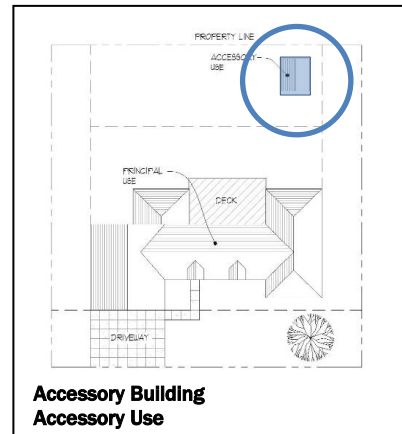 PROPERTY LINE
ACCESSORY
USE
PRINCIPAL
USE
DECK
DRIVEWAY
Accessory Building
Accessory Use